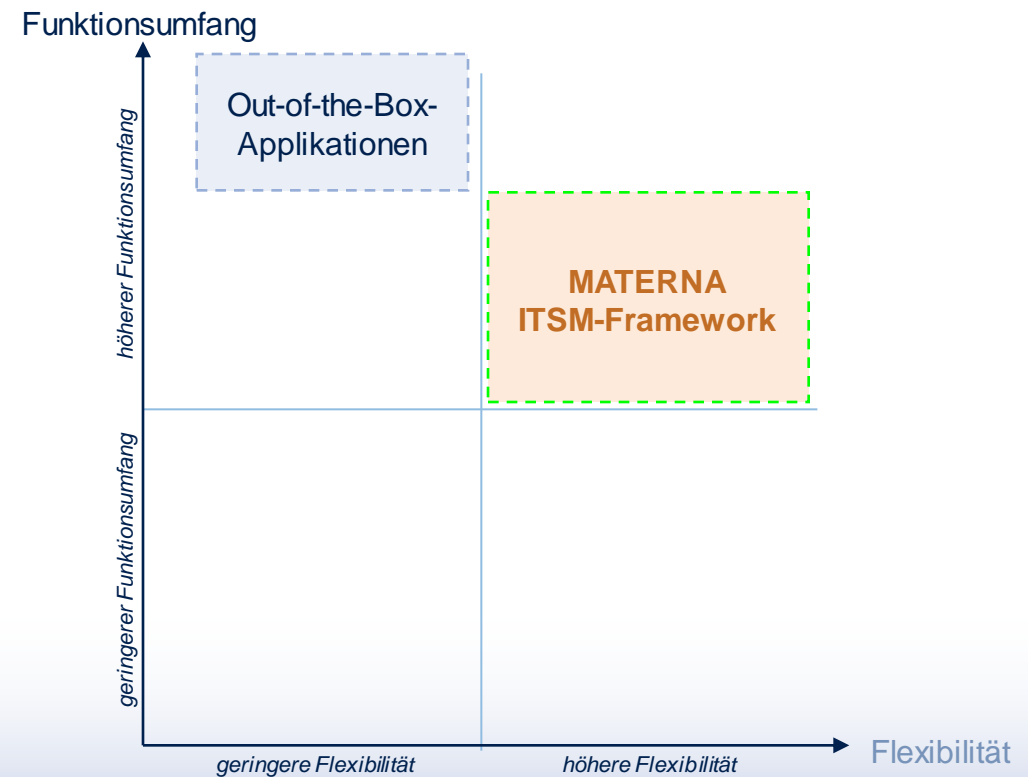 Funktionsumfang
höherer Funktionsumfang
Out-of-the-Box-
Applikationen
MATERNA
ITSM-Framework
geringerer Funktionsumfang
Flexibilität
geringere Flexibilität
höhere Flexibilität